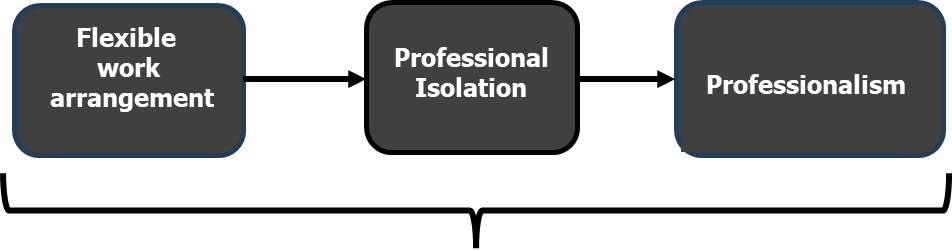 Flexible
work
arrangement
Professional
Isolation
Professionalism